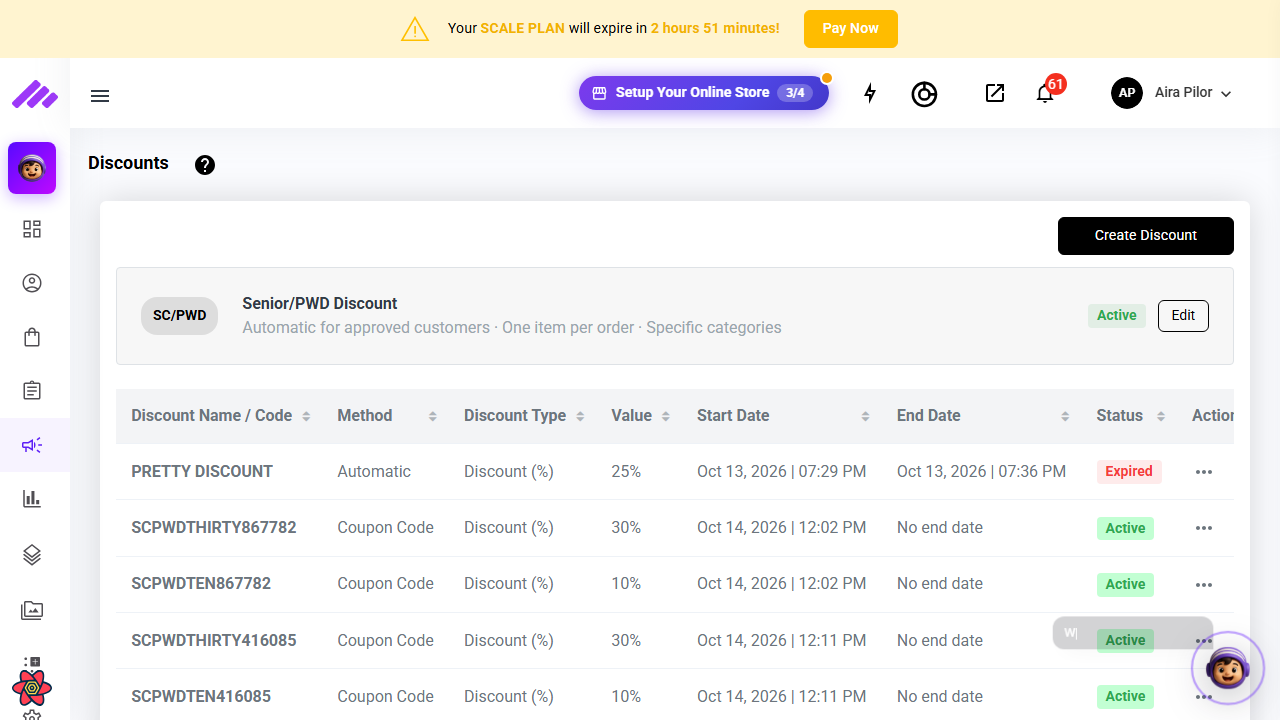 Your SCALE PLAN will expire in 2 hours 51 minutes! Pay Now
Setup Your Online Store 3/4
61
AP Aira Pilor
Discounts ?
Create Discount
SC/PWD
Senior/PWD Discount
Automatic for approved customers · One item per order · Specific categories
Active Edit
Discount Name / Code Method Discount Type Value Start Date End Date Status Action
PRETTY DISCOUNT Automatic Discount (%) 25% Oct 13, 2026 | 07:29 PM Oct 13, 2026 | 07:36 PM Expired
SCPWDTHIRTY867782 Coupon Code Discount (%) 30% Oct 14, 2026 | 12:02 PM No end date Active
SCPWDTEN867782 Coupon Code Discount (%) 10% Oct 14, 2026 | 12:02 PM No end date Active
W|
SCPWDTHIRTY416085 Coupon Code Discount (%) 30% Oct 14, 2026 | 12:11 PM No end date Active
SCPWDTEN416085 Coupon Code Discount (%) 10% Oct 14, 2026 | 12:11 PM No end date Active